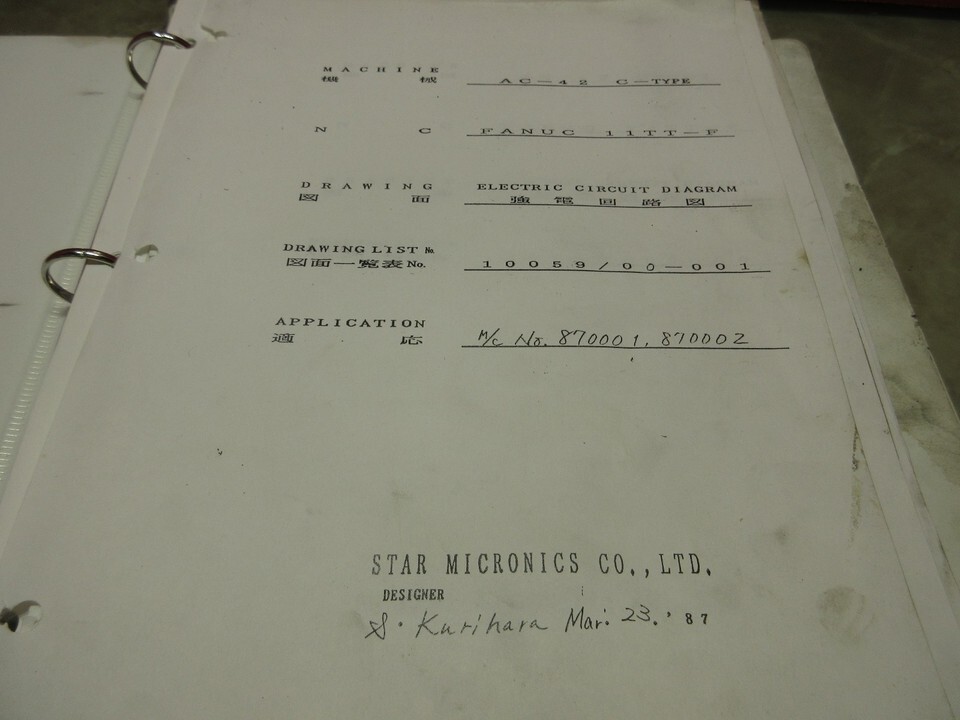 MACHINE
機械 AC-42 C-TYPE
NC FANUC 11TT-F
DRAWING ELECTRIC CIRCUIT DIAGRAM
図面 強電回路図
DRAWING LIST No.
図面一覧表No. 10059/00-001
APPLICATION
適応 M/c No. 870001, 870002
STAR MICRONICS CO.,LTD.
DESIGNER
S. Kurihara Mar. 23. '87